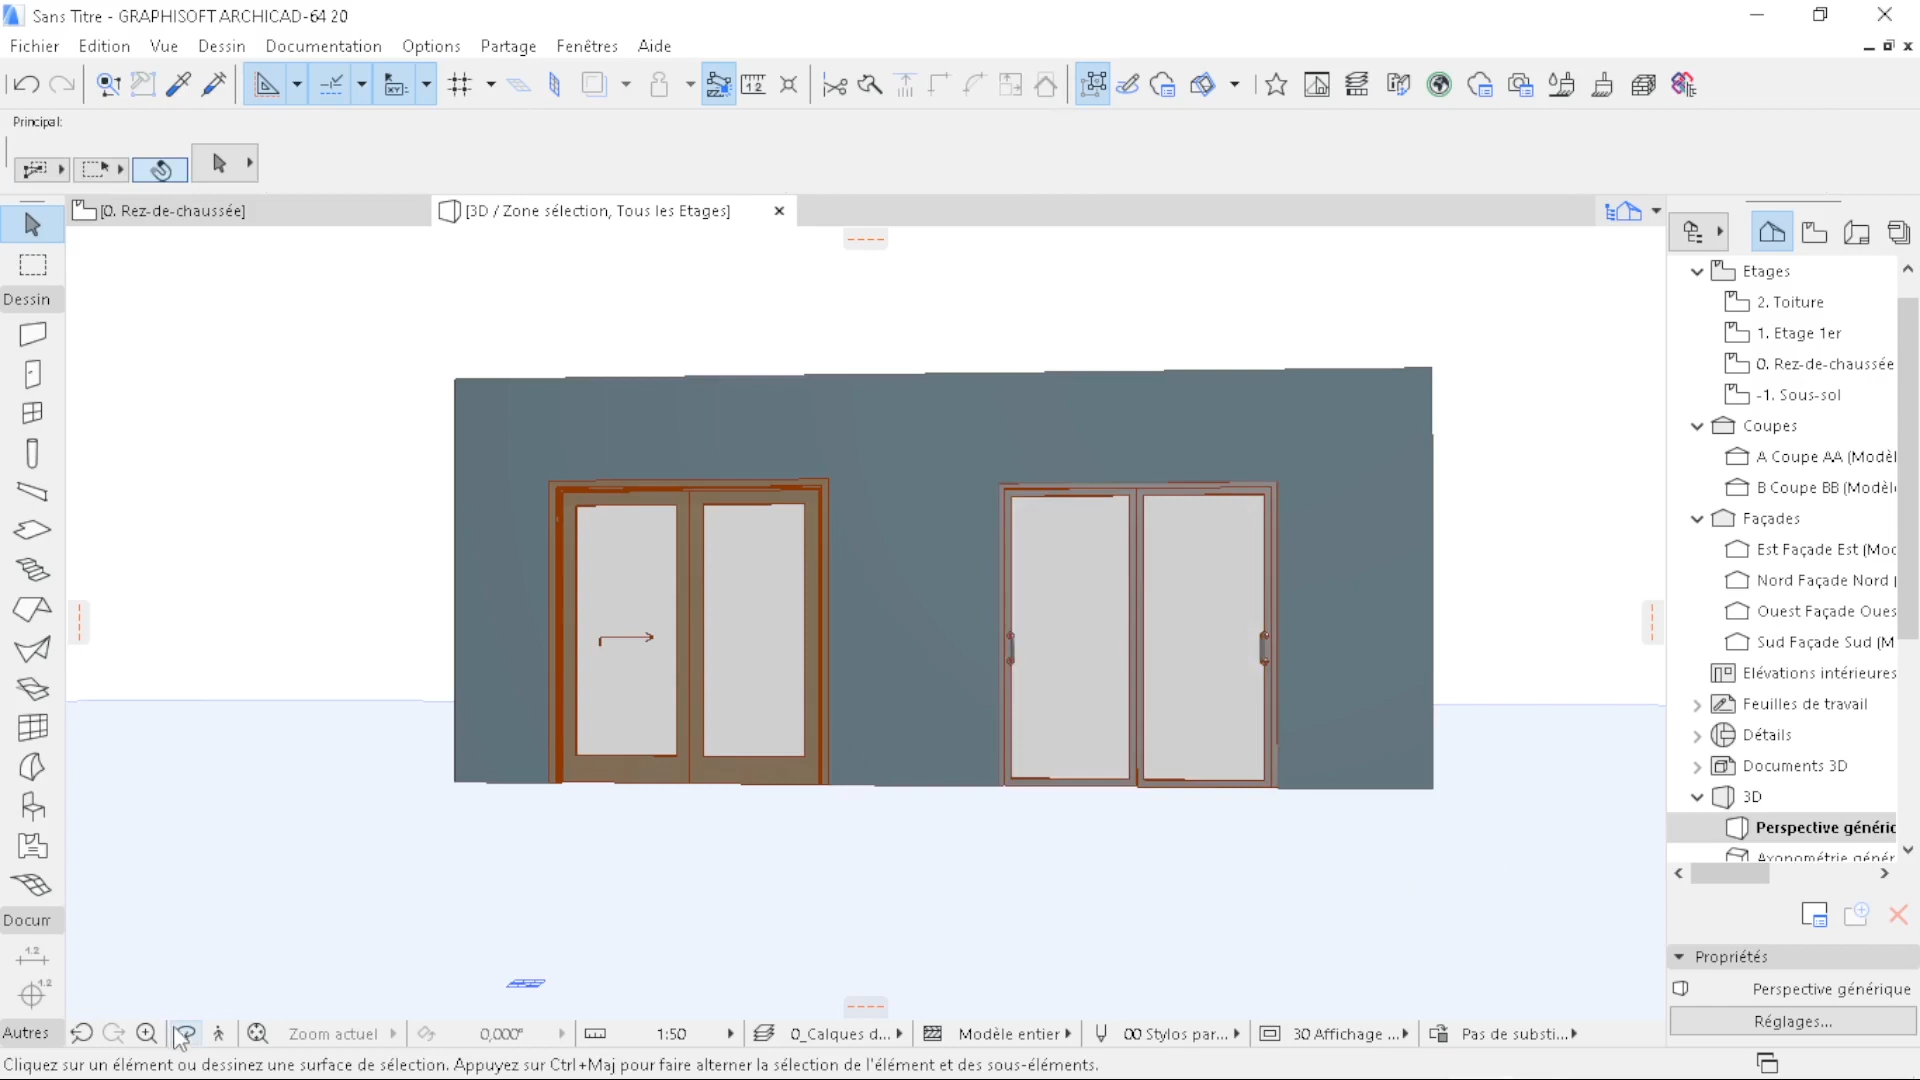 Sans Titre - GRAPHISOFT ARCHICAD-64 20
Fichier Edition Vue Dessin Documentation Options Partage Fenêtres Aide
Principal:
[0. Rez-de-chaussée]
[3D / Zone sélection, Tous les Etages]
Dessin
Docum
Autres
Etages
2. Toiture
1. Etage 1er
0. Rez-de-chaussée
-1. Sous-sol
Coupes
A Coupe AA (Modèl
B Coupe BB (Modèl
Façades
Est Façade Est (Moc
Nord Façade Nord (
Ouest Façade Oues
Sud Façade Sud (M
Elévations intérieures
Feuilles de travail
Détails
Documents 3D
3D
Perspective généric
Axonométrie génér
Propriétés
Perspective générique
Réglages...
Zoom actuel 0,000° 1:50 0_Calques d... Modèle entier 00 Stylos par... 30 Affichage ... Pas de substi...
Cliquez sur un élément ou dessinez une surface de sélection. Appuyez sur Ctrl+Maj pour faire alterner la sélection de l'élément et des sous-éléments.